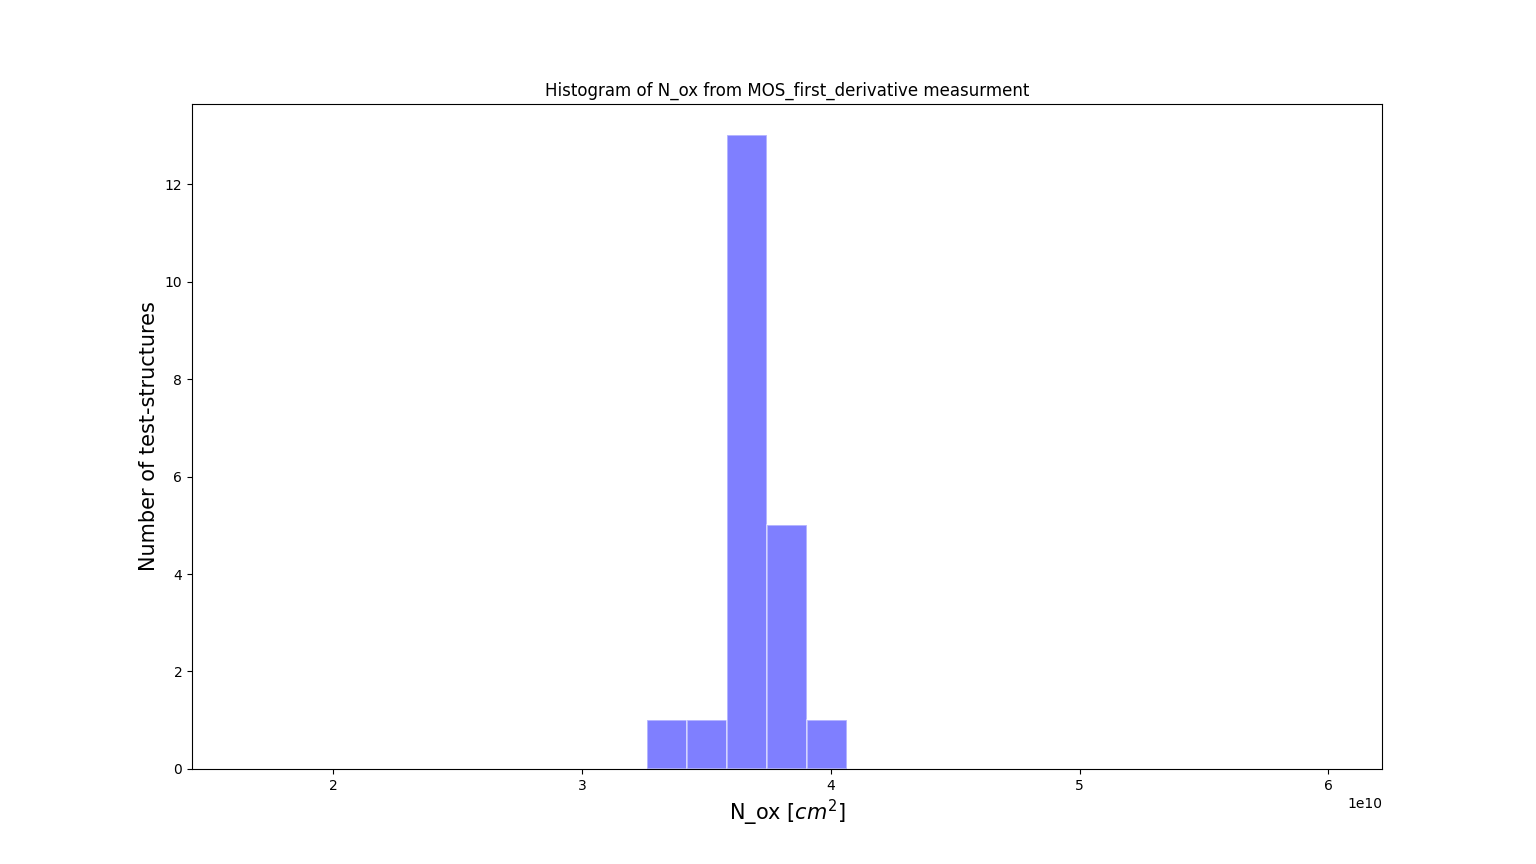 Histogram of N_ox from MOS_first_derivative measurment
12
10
8
6
4
2
0
Number of test-structures
2 3 4 5 6
1e10
N_ox [cm²]